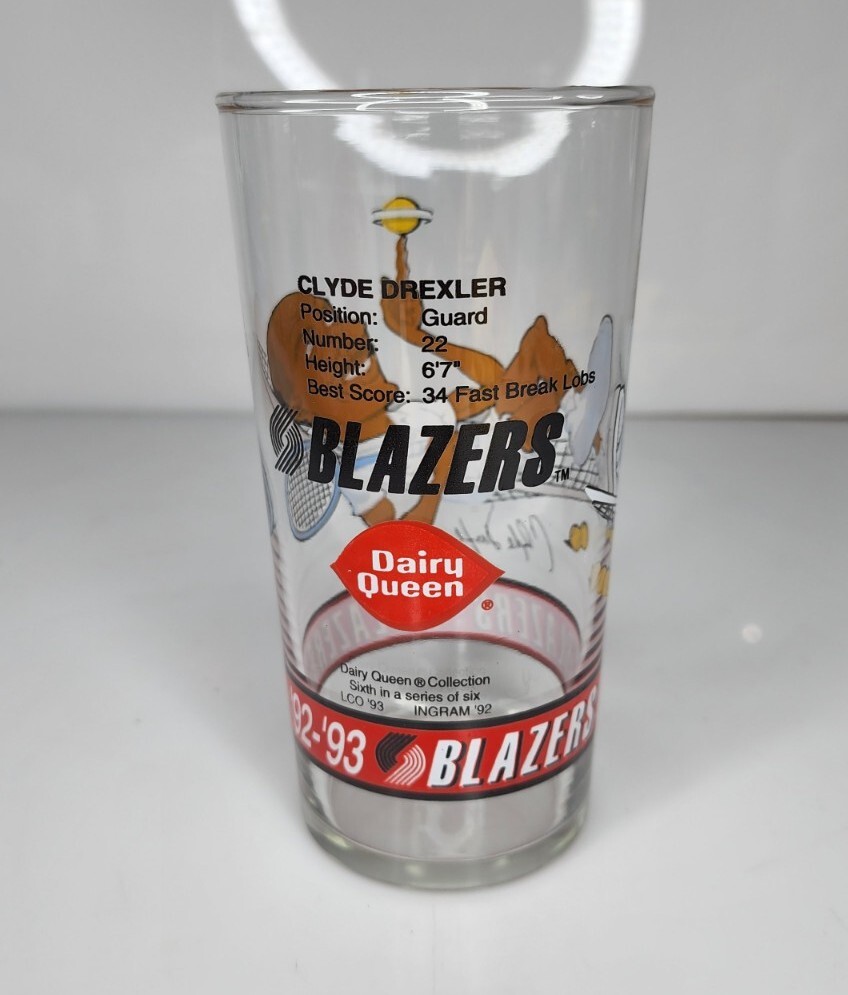 CLYDE DREXLER
Position: Guard
Number: 22
Height: 6'7"
Best Score: 34 Fast Break Lobs
BLAZERS™
Dairy
Queen®
Dairy Queen ® Collection
Sixth in a series of six
LCO '93 INGRAM '92
'92-'93 BLAZERS